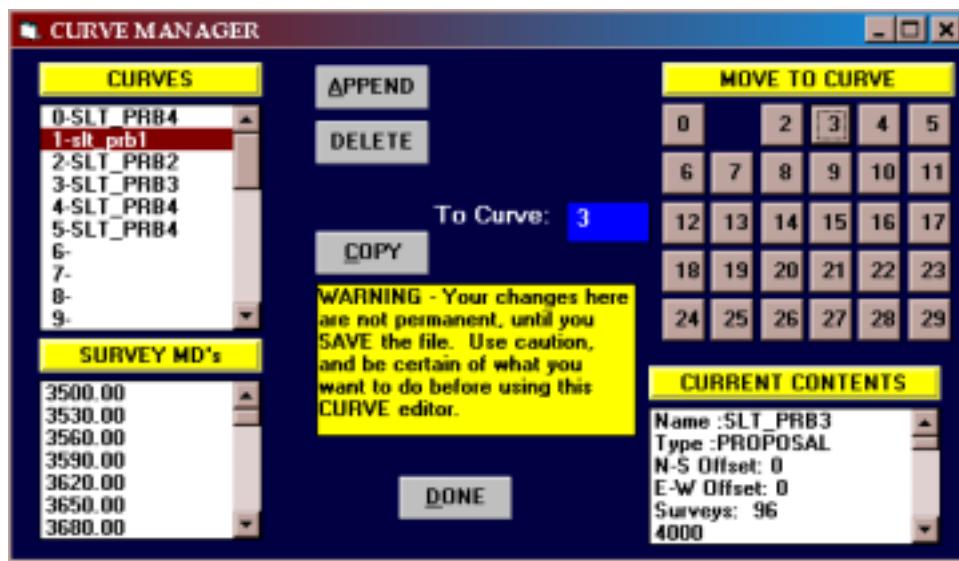 CURVE MANAGER
CURVES
0-SLT_PRB4
1-slt_prb1
2-SLT_PRB2
3-SLT_PRB3
4-SLT_PRB4
5-SLT_PRB4
6-
7-
8-
9-
SURVEY MD's
3500.00
3530.00
3560.00
3590.00
3620.00
3650.00
3680.00
APPEND
DELETE
To Curve: 3
COPY
WARNING - Your changes here
are not permanent, until you
SAVE the file. Use caution,
and be certain of what you
want to do before using this
CURVE editor.
DONE
MOVE TO CURVE
0 2 3 4 5
6 7 8 9 10 11
12 13 14 15 16 17
18 19 20 21 22 23
24 25 26 27 28 29
CURRENT CONTENTS
Name :SLT_PRB3
Type :PROPOSAL
N-S Offset: 0
E-W Offset: 0
Surveys: 96
4000